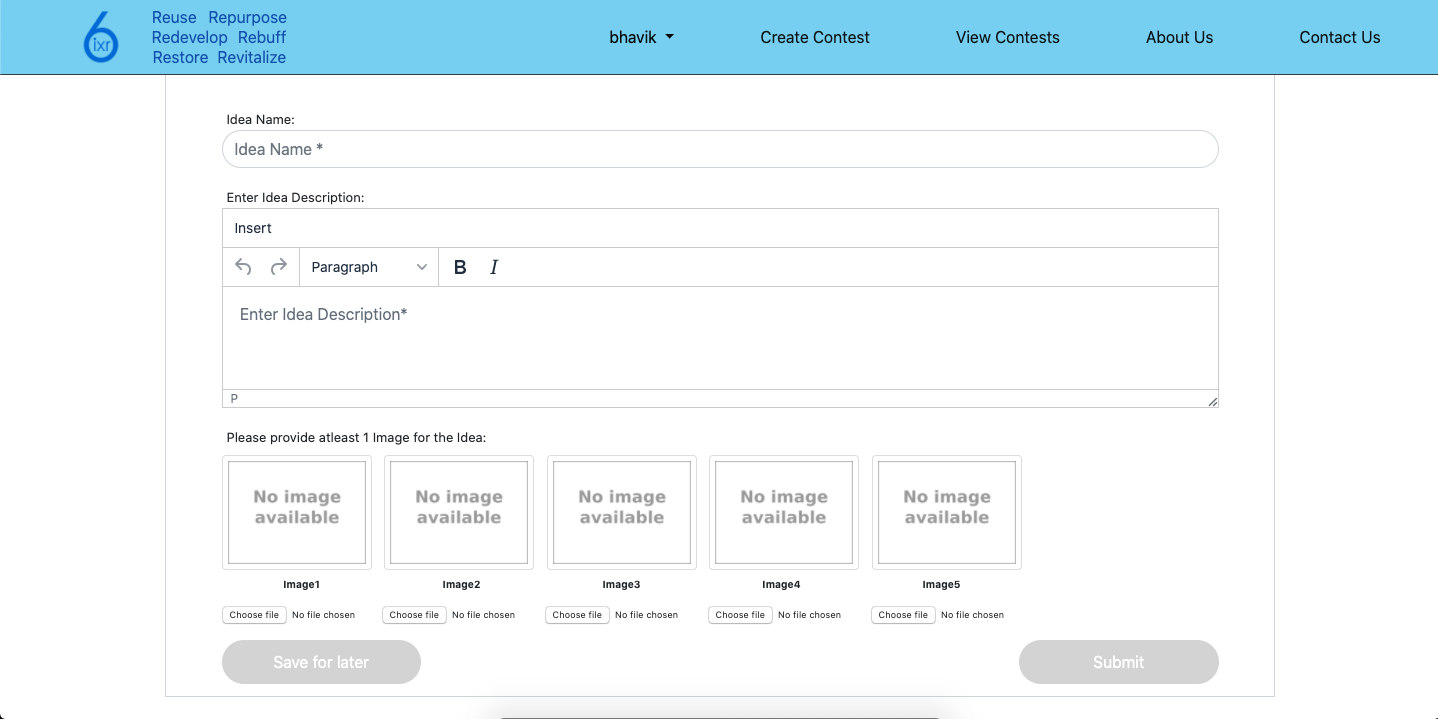 6ixr
Reuse Repurpose
Redevelop Rebuff
Restore Revitalize
bhavik
Create Contest
View Contests
About Us
Contact Us
Idea Name:
Idea Name *
Enter Idea Description:
Insert
Paragraph
B
I
Enter Idea Description*
P
Please provide atleast 1 Image for the Idea:
No image
available
No image
available
No image
available
No image
available
No image
available
Image1
Image2
Image3
Image4
Image5
Choose file No file chosen
Choose file No file chosen
Choose file No file chosen
Choose file No file chosen
Choose file No file chosen
Save for later
Submit